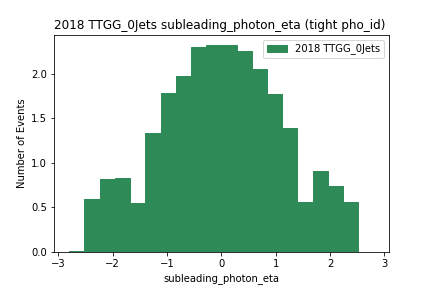 2018 TTGG_0Jets subleading_photon_eta (tight pho_id)
2018 TTGG_0Jets
Number of Events
2.0
1.5
1.0
0.5
0.0
−3 −2 −1 0 1 2 3
subleading_photon_eta